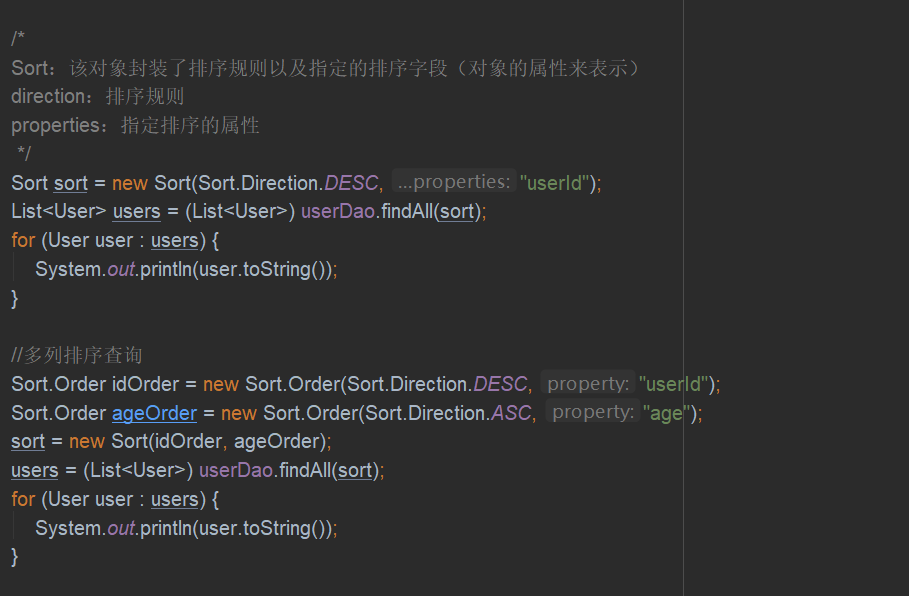 /*
Sort：该对象封装了排序规则以及指定的排序字段（对象的属性来表示）
direction：排序规则
properties：指定排序的属性
*/
Sort sort = new Sort(Sort.Direction.DESC, ...properties: "userId");
List<User> users = (List<User>) userDao.findAll(sort);
for (User user : users) {
System.out.println(user.toString());
}
//多列排序查询
Sort.Order idOrder = new Sort.Order(Sort.Direction.DESC, property: "userId");
Sort.Order ageOrder = new Sort.Order(Sort.Direction.ASC, property: "age");
sort = new Sort(idOrder, ageOrder);
users = (List<User>) userDao.findAll(sort);
for (User user : users) {
System.out.println(user.toString());
}